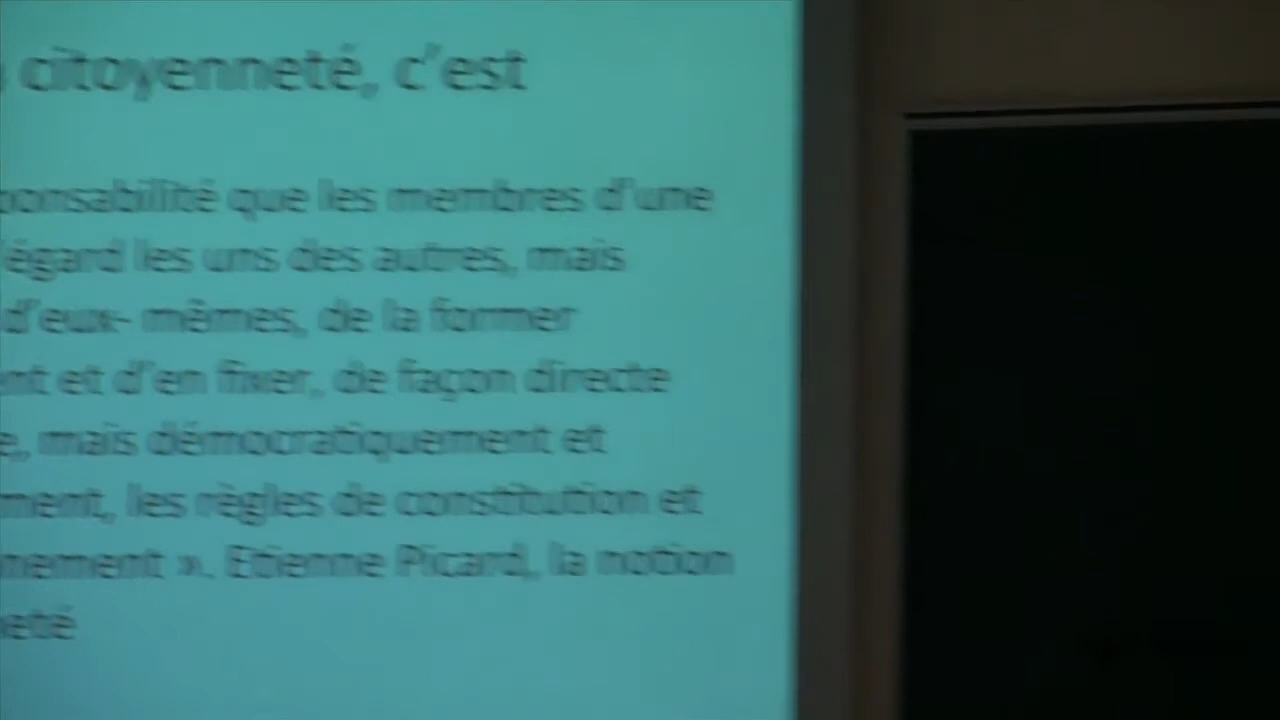 citoyenneté, c'est
ponsabilité que les membres d'une
'égard les uns des autres, mais
d'eux- mêmes, de la former
nt et d'en fixer, de façon directe
e, mais démocratiquement et
ment, les règles de constitution et
nement ». Etienne Picard, la notion
eté